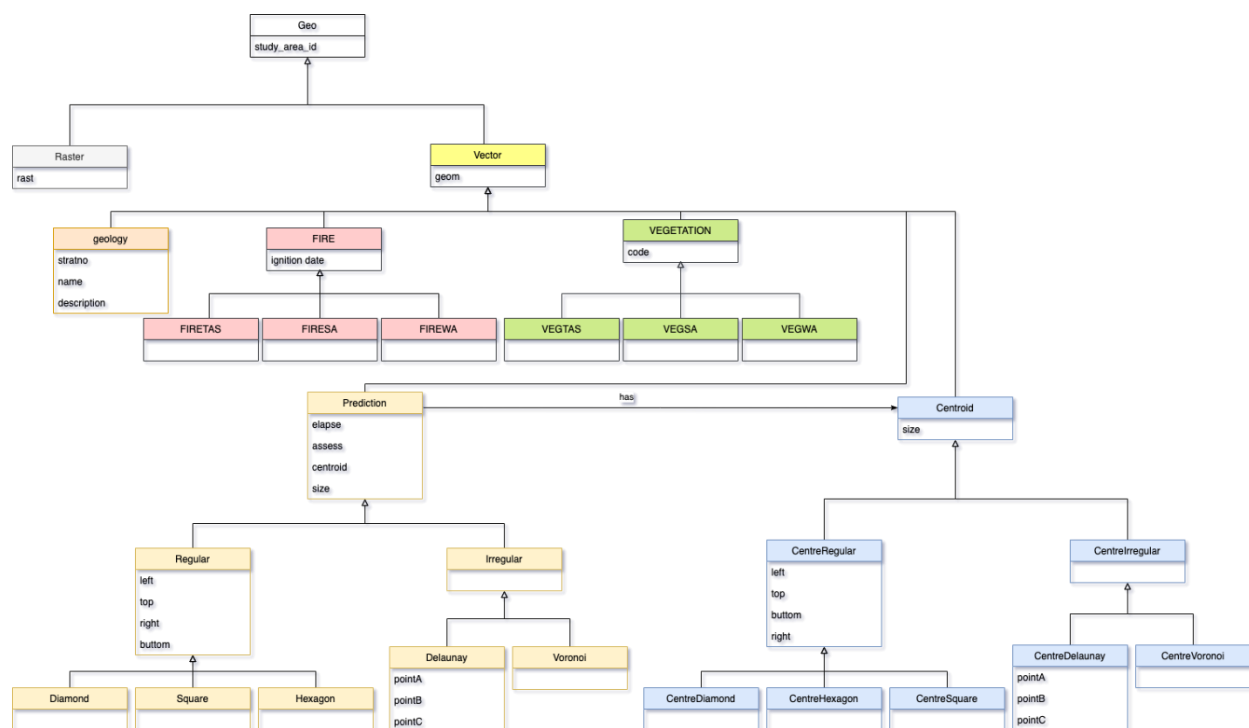 Geo
study_area_id
Raster
rast
Vector
geom
geology
stratno
name
description
FIRE
ignition date
VEGETATION
code
FIRETAS
FIRESA
FIREWA
VEGTAS
VEGSA
VEGWA
Prediction
elapse
assess
centroid
size
has
Centroid
size
Regular
left
top
right
buttom
Irregular
CentreRegular
left
top
buttom
right
CentreIrregular
Delaunay
pointA
pointB
pointC
Voronoi
CentreDelaunay
pointA
pointB
pointC
CentreVoronoi
Diamond
Square
Hexagon
CentreDiamond
CentreHexagon
CentreSquare